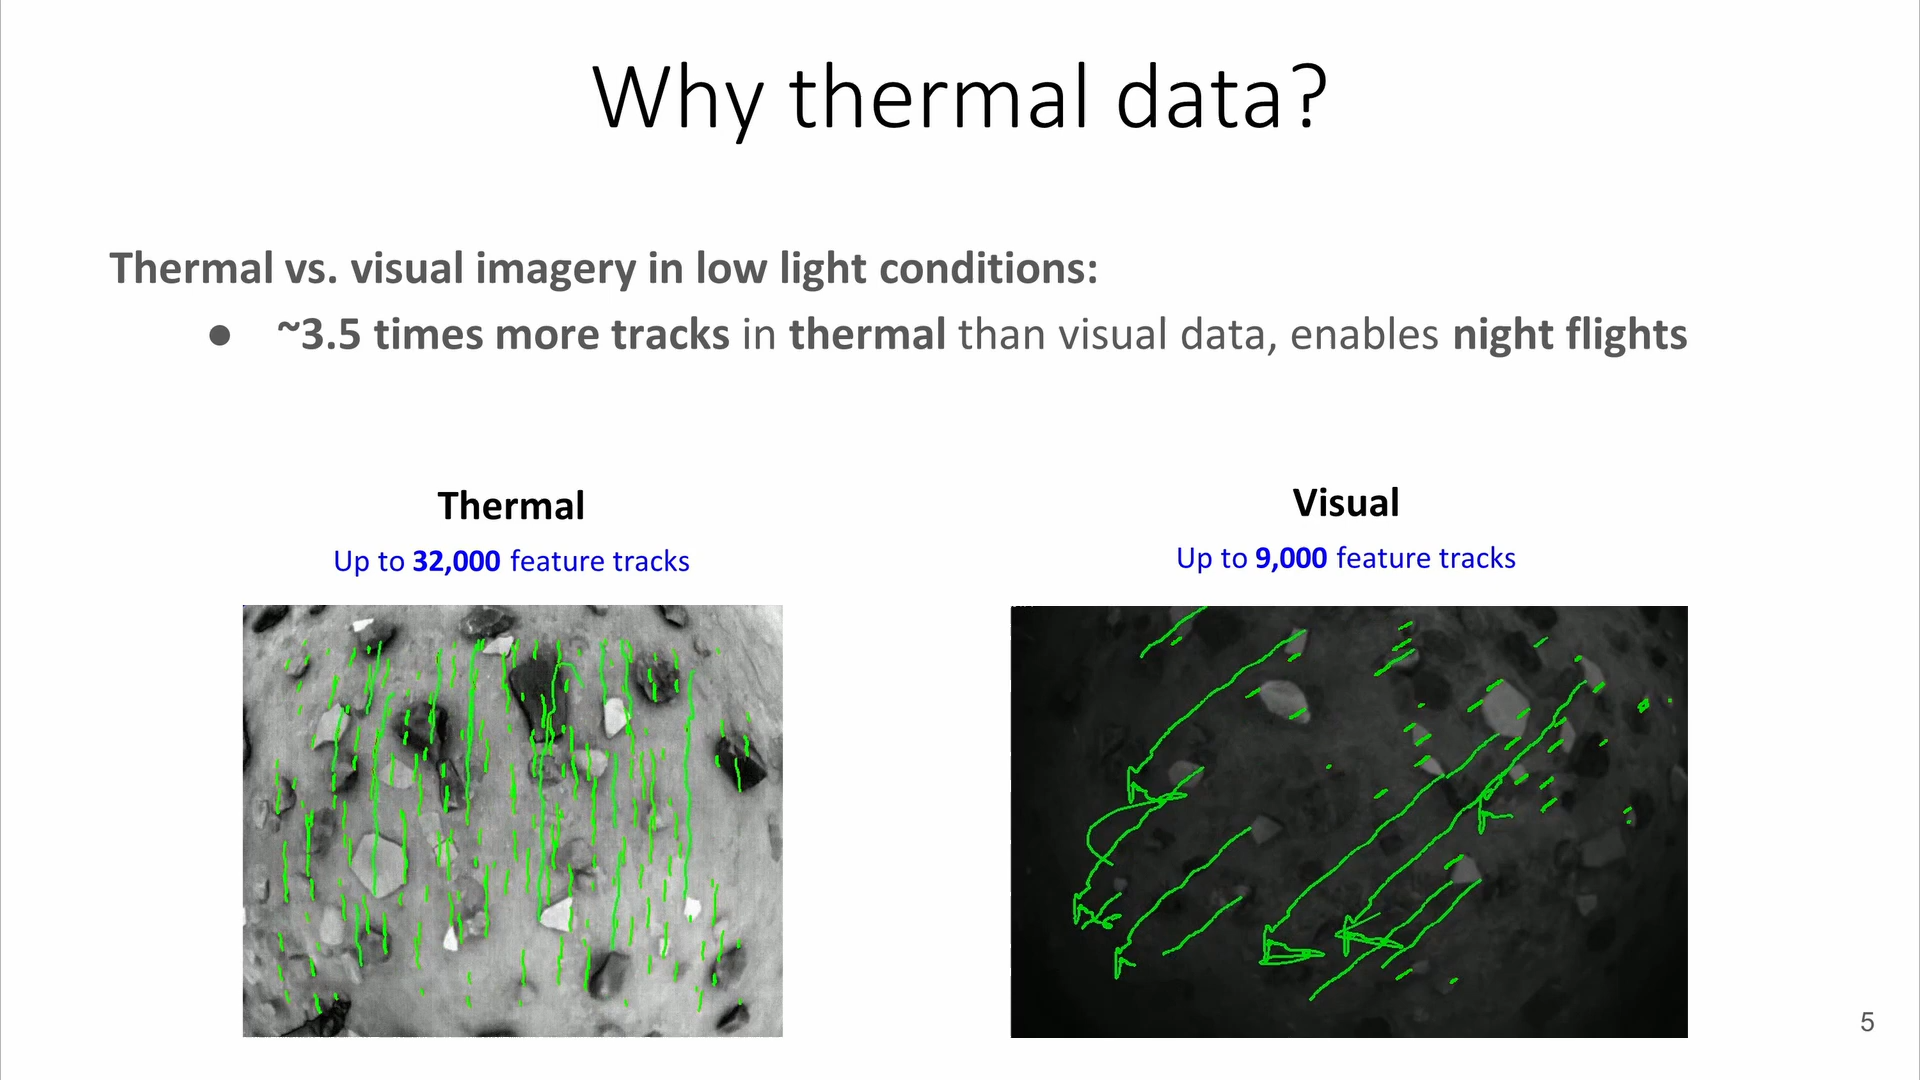 Why thermal data?
Thermal vs. visual imagery in low light conditions:
● ~3.5 times more tracks in thermal than visual data, enables night flights
Thermal
Up to 32,000 feature tracks
Visual
Up to 9,000 feature tracks
5